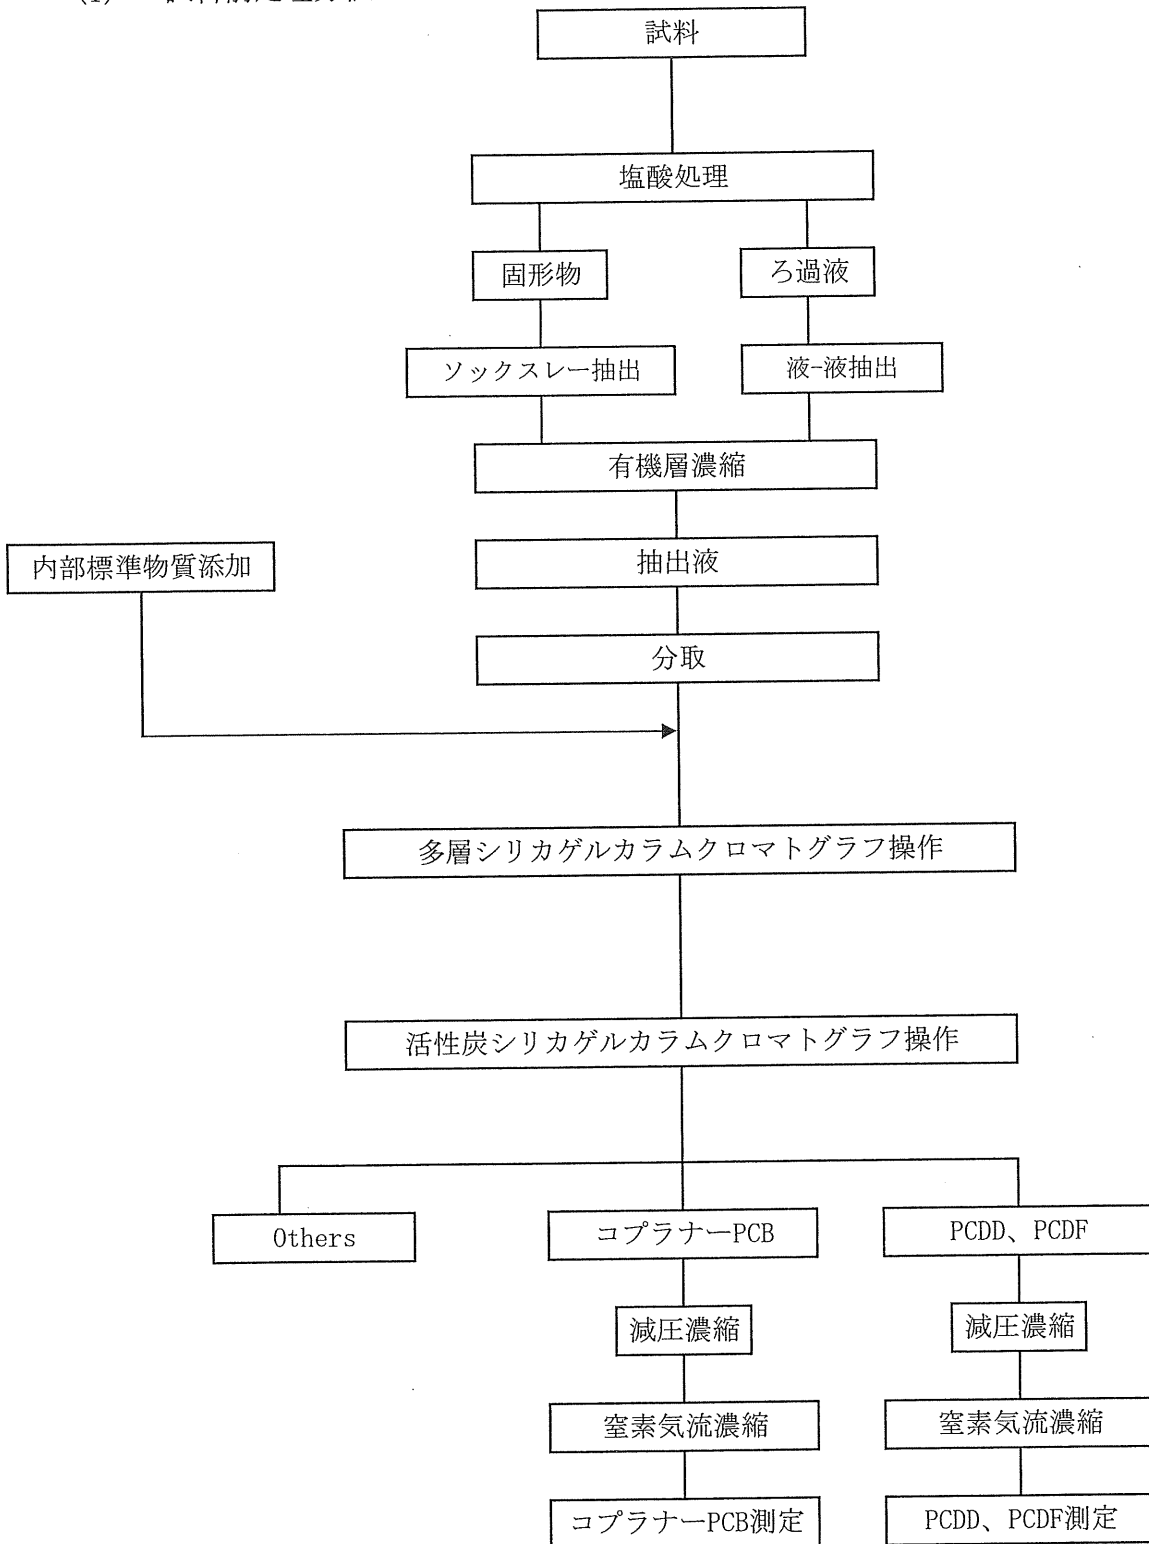 (1)
試料
塩酸処理
固形物
ろ過液
ソックスレー抽出
液-液抽出
有機層濃縮
内部標準物質添加
抽出液
分取
多層シリカゲルカラムクロマトグラフ操作
活性炭シリカゲルカラムクロマトグラフ操作
Others
コプラナーPCB
PCDD、PCDF
減圧濃縮
減圧濃縮
窒素気流濃縮
窒素気流濃縮
コプラナーPCB測定
PCDD、PCDF測定